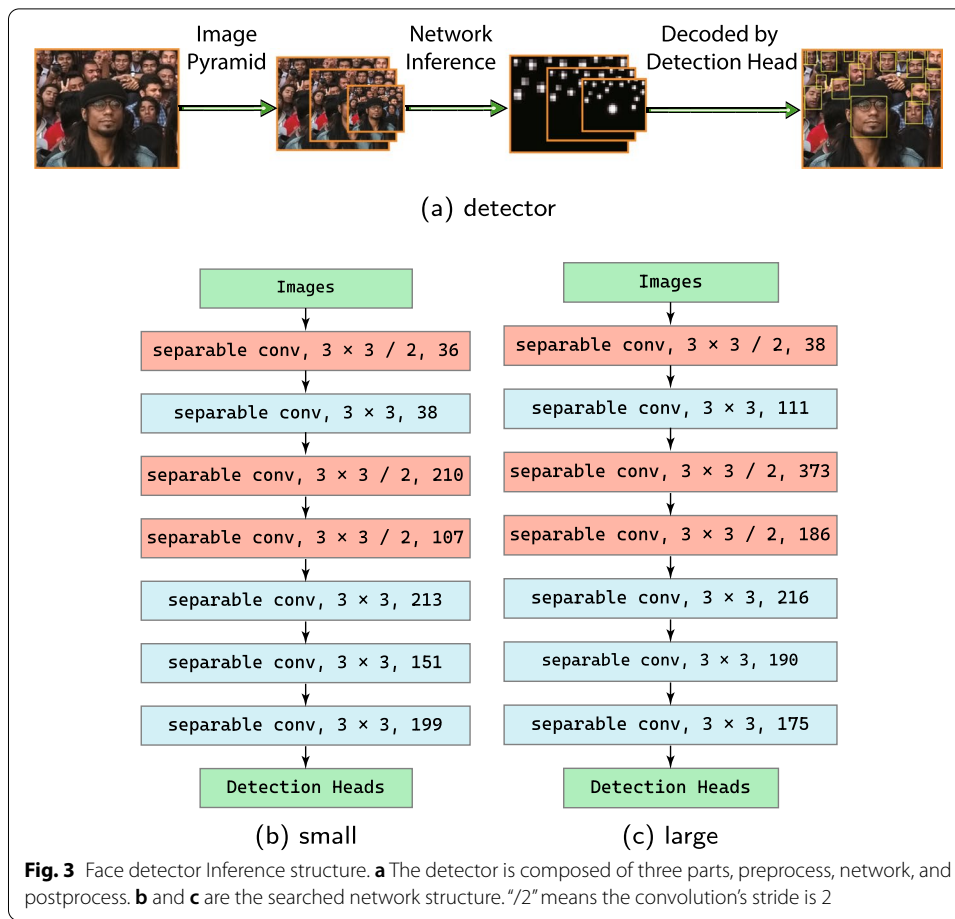 Image Pyramid
Network Inference
Decoded by Detection Head
(a) detector
Images
separable conv, 3 × 3 / 2, 36
separable conv, 3 × 3, 38
separable conv, 3 × 3 / 2, 210
separable conv, 3 × 3 / 2, 107
separable conv, 3 × 3, 213
separable conv, 3 × 3, 151
separable conv, 3 × 3, 199
Detection Heads
(b) small
Images
separable conv, 3 × 3 / 2, 38
separable conv, 3 × 3, 111
separable conv, 3 × 3 / 2, 373
separable conv, 3 × 3 / 2, 186
separable conv, 3 × 3, 216
separable conv, 3 × 3, 190
separable conv, 3 × 3, 175
Detection Heads
(c) large
Fig. 3 Face detector Inference structure. a The detector is composed of three parts, preprocess, network, and
postprocess. b and c are the searched network structure. “/2” means the convolution’s stride is 2